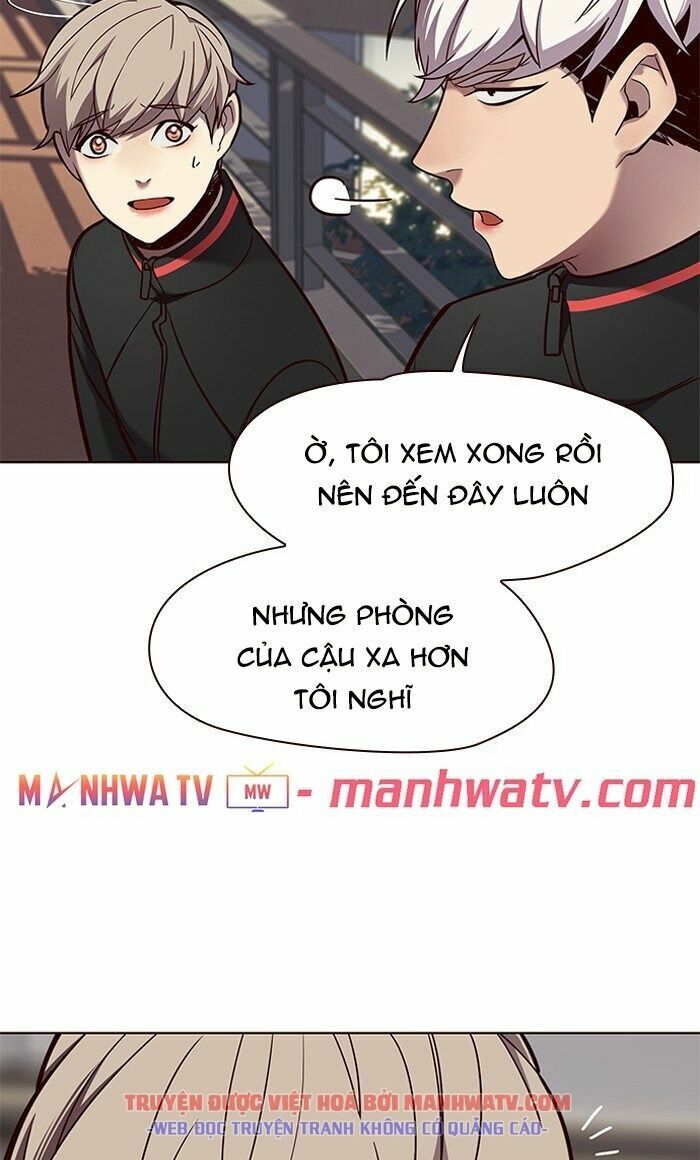 Ờ, TÔI XEM XONG RỒI
NÊN ĐẾN ĐÂY LUÔN
NHƯNG PHÒNG
CỦA CẬU XA HƠN
TÔI NGHĨ
MANHWA TV MW - manhwatv.com
TRUYỆN ĐƯỢC VIỆT HOÁ BỞI MANHWATV.COM
-WEB ĐỌC TRUYỆN TRANH KHÔNG CÓ QUẢNG CÁO-